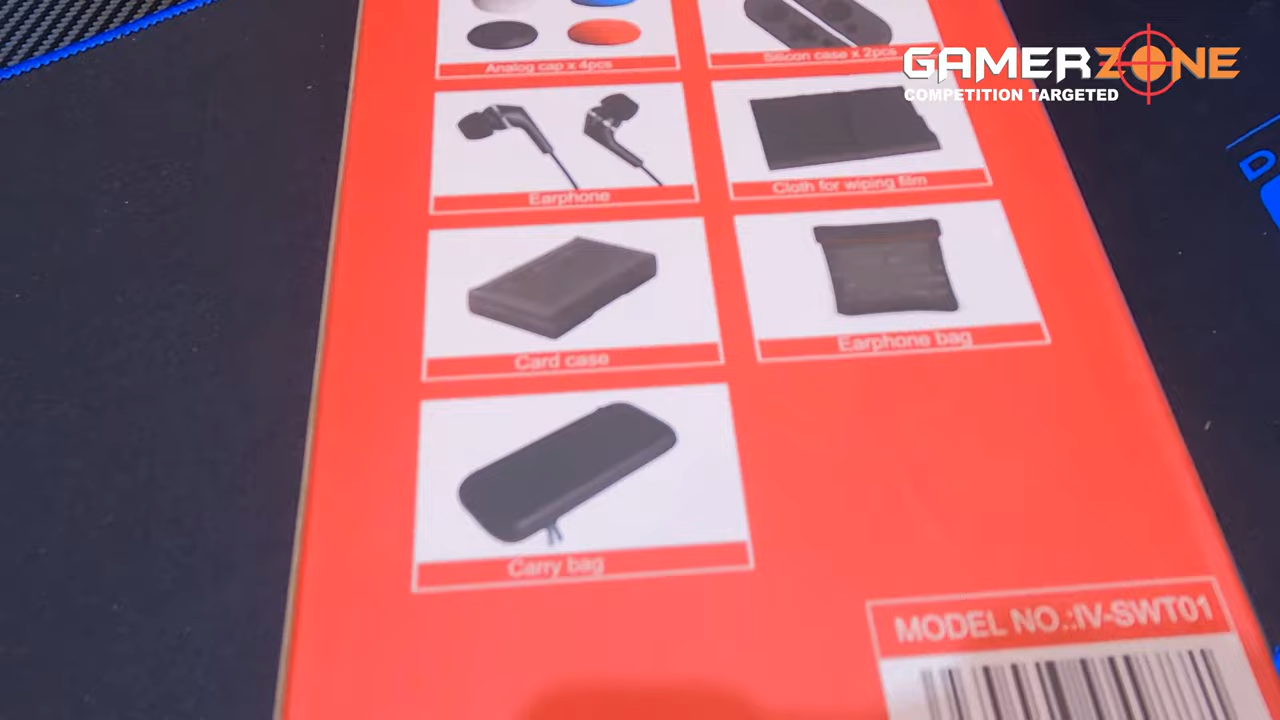 GAMERZONE
COMPETITION TARGETED
Analog cap x 4pcs
Silicon case x 2pcs
Earphone
Cloth for wiping film
Card case
Earphone bag
Carry bag
MODEL NO.:IV-SWT01
D